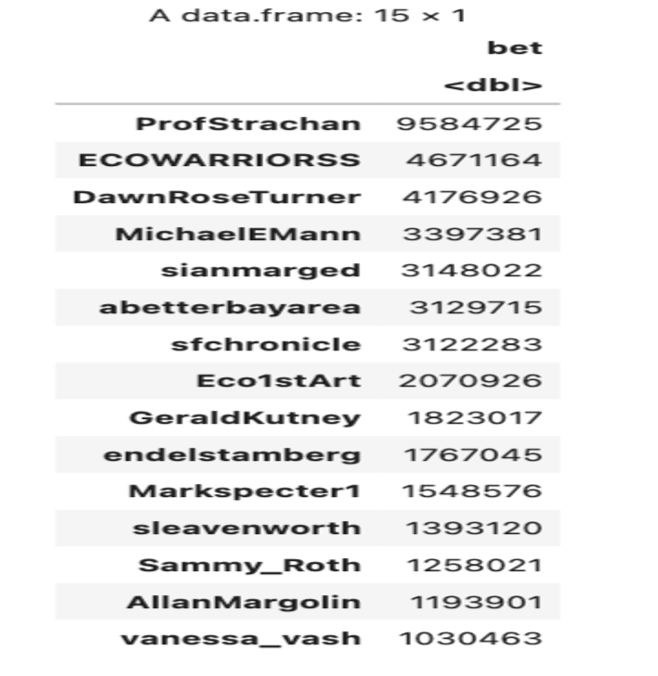 A data.frame: 15 × 1
bet
<dbl>
ProfStrachan 9584725
ECOWARRIORSS 4671164
DawnRoseTurner 4176926
MichaelEMann 3397381
sianmarged 3148022
abetterbayarea 3129715
sfchronicle 3122283
Eco1stArt 2070926
GeraldKutney 1823017
endelstamberg 1767045
Markspecter1 1548576
sleavenworth 1393120
Sammy_Roth 1258021
AllanMargolin 1193901
vanessa_vash 1030463